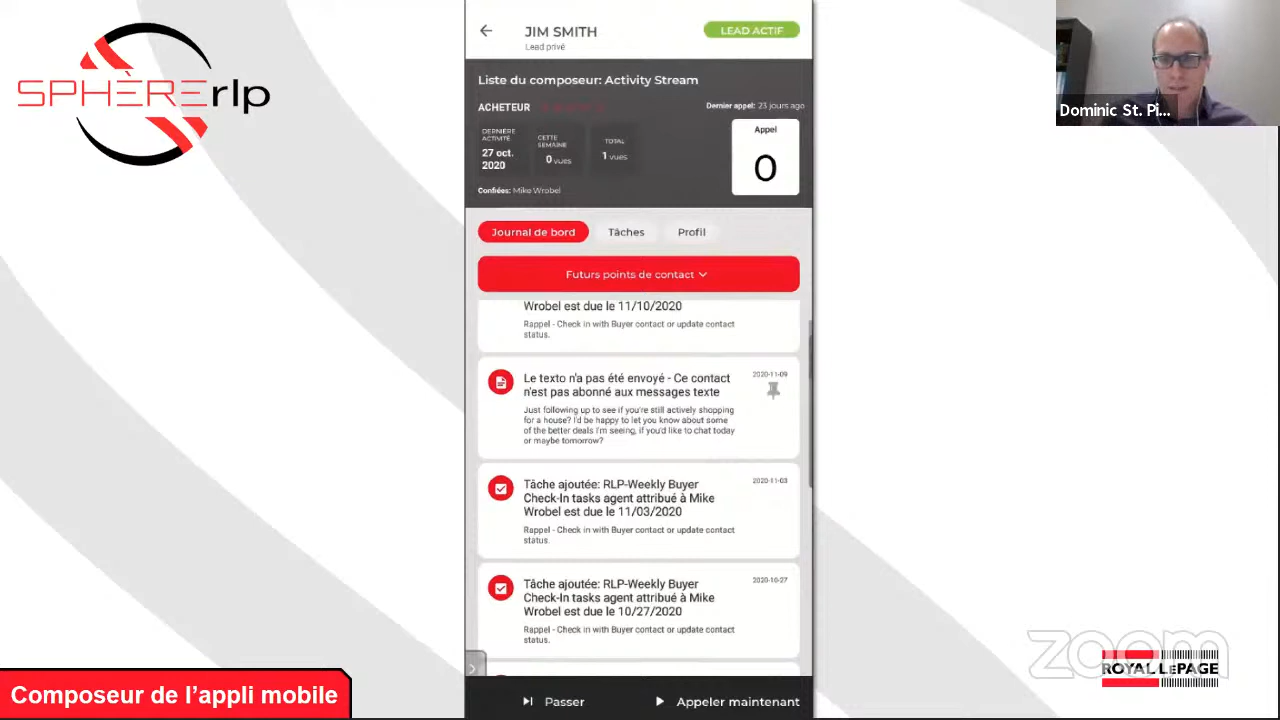 SPHÈRErlp
JIM SMITH
Lead privé
LEAD ACTIF
Liste du composeur: Activity Stream
ACHETEUR
Dernier appel: 23 jours ago
DERNIÈRE
ACTIVITÉ
27 oct.
2020
CETTE
SEMAINE
0 vues
TOTAL
1 vues
Appel
0
Confiées: Mike Wrobel
Journal de bord
Tâches
Profil
Futurs points de contact
Wrobel est due le 11/10/2020
Rappel - Check in with Buyer contact or update contact
status.
Le texto n'a pas été envoyé - Ce contact
n'est pas abonné aux messages texte
2020-11-09
Just following up to see if you're still actively shopping
for a house? I'd be happy to let you know about some
of the better deals I'm seeing, if you'd like to chat today
or maybe tomorrow?
Tâche ajoutée: RLP-Weekly Buyer
Check-In tasks agent attribué à Mike
Wrobel est due le 11/03/2020
2020-11-03
Rappel - Check in with Buyer contact or update contact
status.
Tâche ajoutée: RLP-Weekly Buyer
Check-In tasks agent attribué à Mike
Wrobel est due le 10/27/2020
2020-10-27
Rappel - Check in with Buyer contact or update contact
status.
Passer
Appeler maintenant
Dominic St. Pi...
Composeur de l'appli mobile
zoom
ROYAL LEPAGE